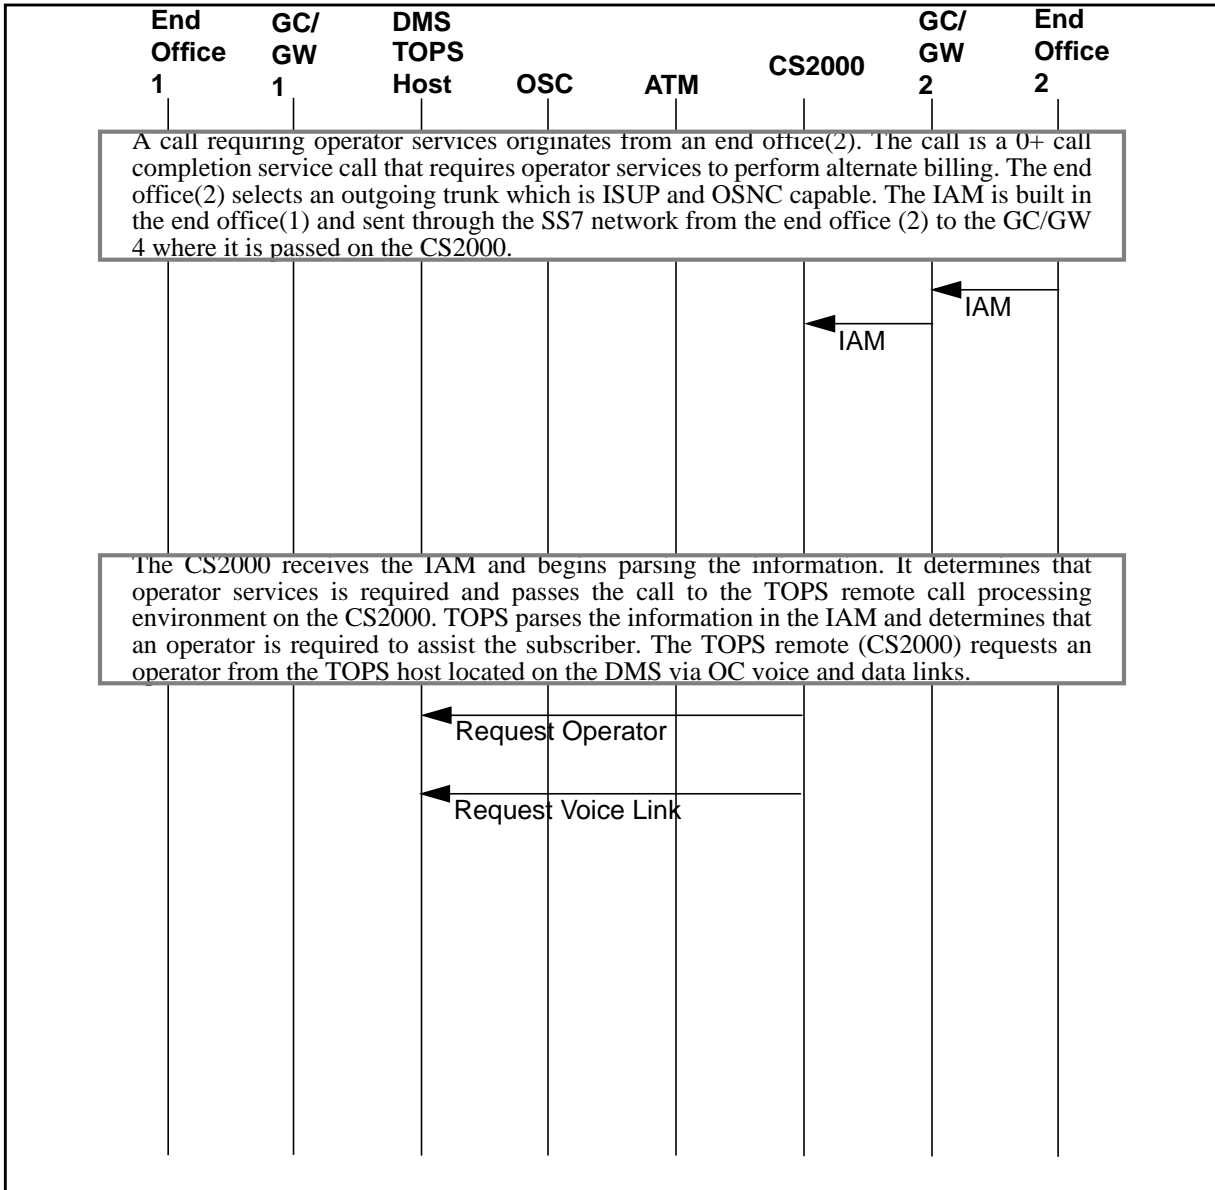 End Office 1
GC/ GW 1
DMS TOPS Host
OSC
ATM
CS2000
GC/ GW 2
End Office 2
A call requiring operator services originates from an end office(2). The call is a 0+ call
completion service call that requires operator services to perform alternate billing. The end
office(2) selects an outgoing trunk which is ISUP and OSNC capable. The IAM is built in
the end office(1) and sent through the SS7 network from the end office (2) to the GC/GW
4 where it is passed on the CS2000.
IAM
IAM
The CS2000 receives the IAM and begins parsing the information. It determines that
operator services is required and passes the call to the TOPS remote call processing
environment on the CS2000. TOPS parses the information in the IAM and determines that
an operator is required to assist the subscriber. The TOPS remote (CS2000) requests an
operator from the TOPS host located on the DMS via OC voice and data links.
Request Operator
Request Voice Link